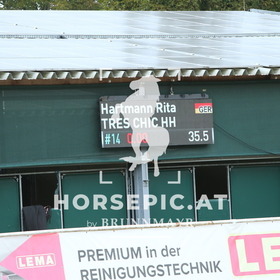 Hartmann Rita
GER
TRES CHIC HH
#14 35.5
HORSEPIC.AT
by BRUNNMAYR
LEMA
PREMIUM in der
REINIGUNGSTECHNIK
LE